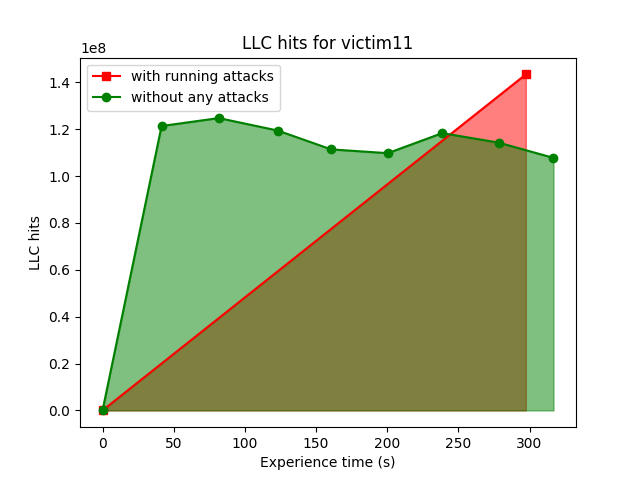 LLC hits for victim11
1e8
with running attacks
without any attacks
1.4
1.2
1.0
0.8
0.6
0.4
0.2
0.0
LLC hits
0 50 100 150 200 250 300
Experience time (s)